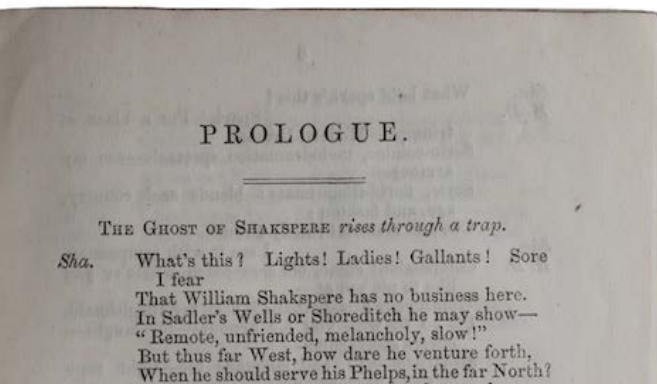 PROLOGUE.
THE GHOST OF SHAKSPERE rises through a trap.
Sha. What's this? Lights! Ladies! Gallants! Sore
I fear
That William Shakspere has no business here.
In Sadler's Wells or Shoreditch he may show—
"Remote, unfriended, melancholy, slow!"
But thus far West, how dare he venture forth,
When he should serve his Phelps, in the far North?